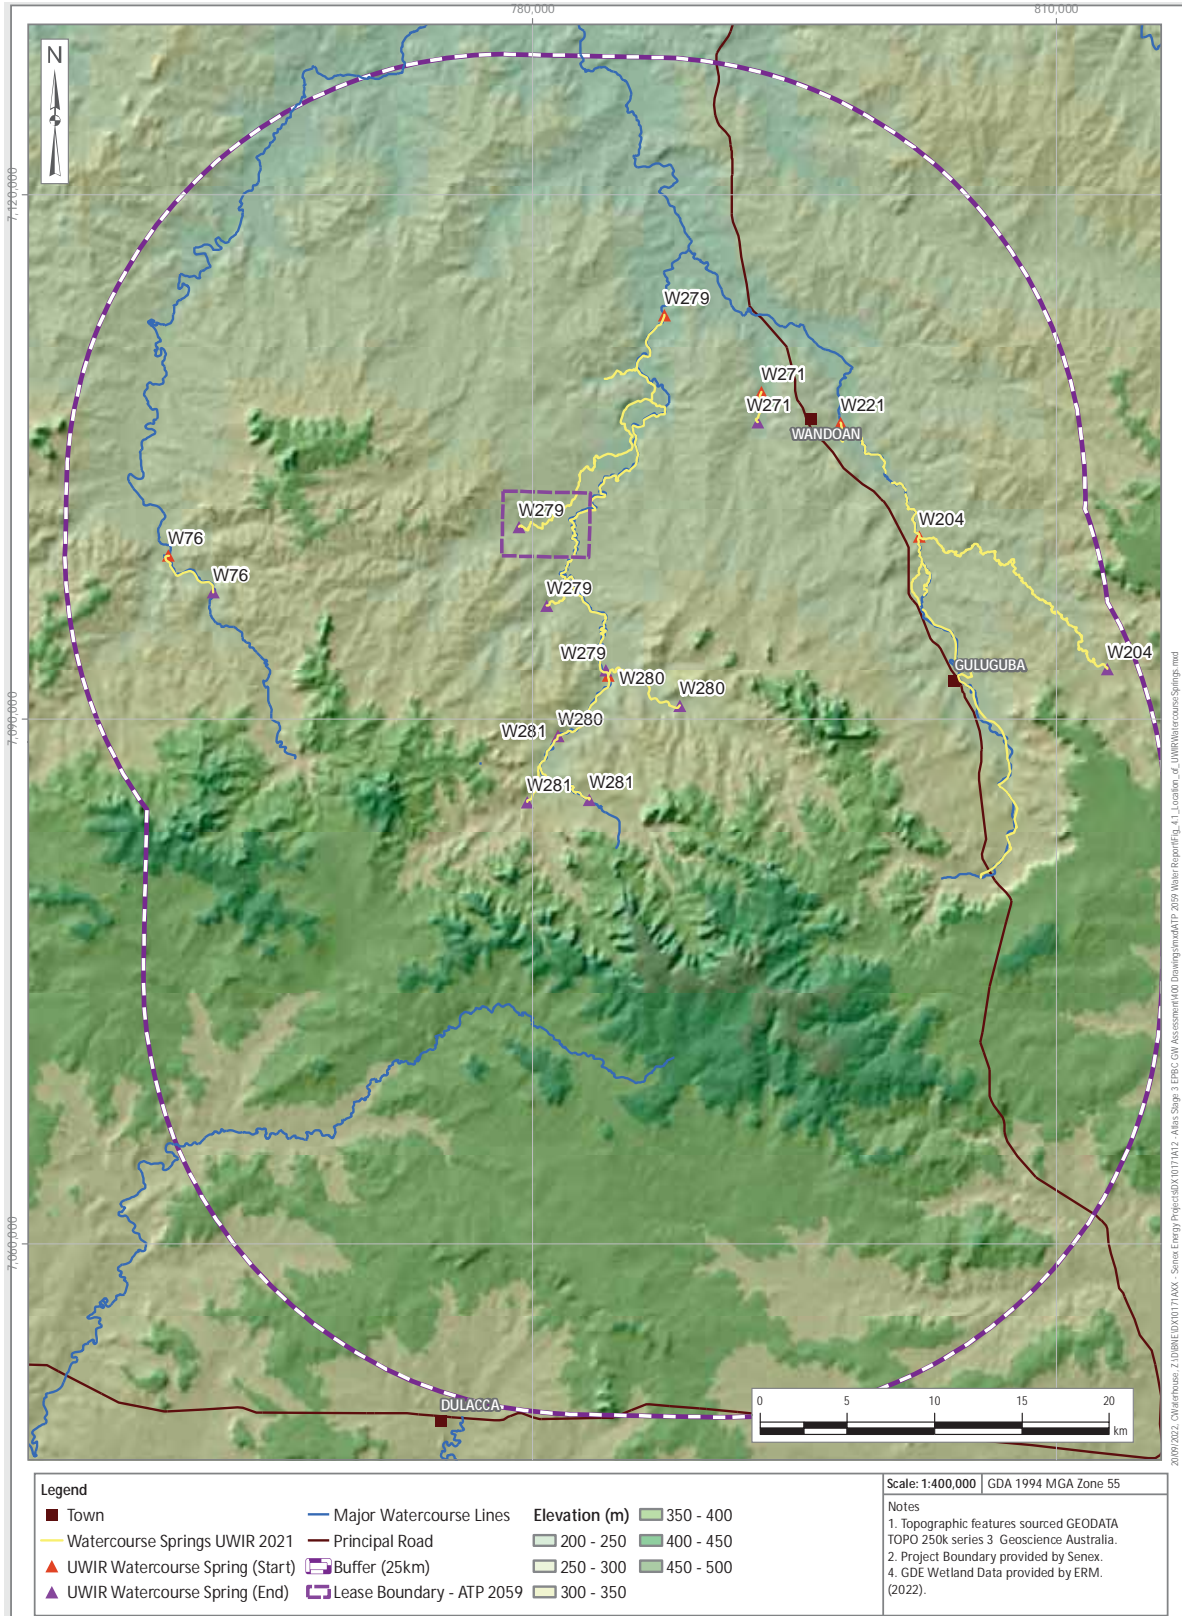 780,000
810,000
N
7,120,000
W279
W271
W271
W221
WANDOAN
W279
W204
W76
W76
W279
W204
W279
GULUGUBA
W280
W280
W280
W281
W281
W281
7,090,000
7,060,000
DULACCA
0 5 10 15 20
km
Legend
Town
Watercourse Springs UWIR 2021
UWIR Watercourse Spring (Start)
UWIR Watercourse Spring (End)
Major Watercourse Lines
Principal Road
Buffer (25km)
Lease Boundary - ATP 2059
Elevation (m)
200 - 250
250 - 300
300 - 350
350 - 400
400 - 450
450 - 500
Scale: 1:400,000 GDA 1994 MGA Zone 55
Notes
1. Topographic features sourced GEODATA
TOPO 250k series 3 Geoscience Australia.
2. Project Boundary provided by Senex.
4. GDE Wetland Data provided by ERM.
(2022).